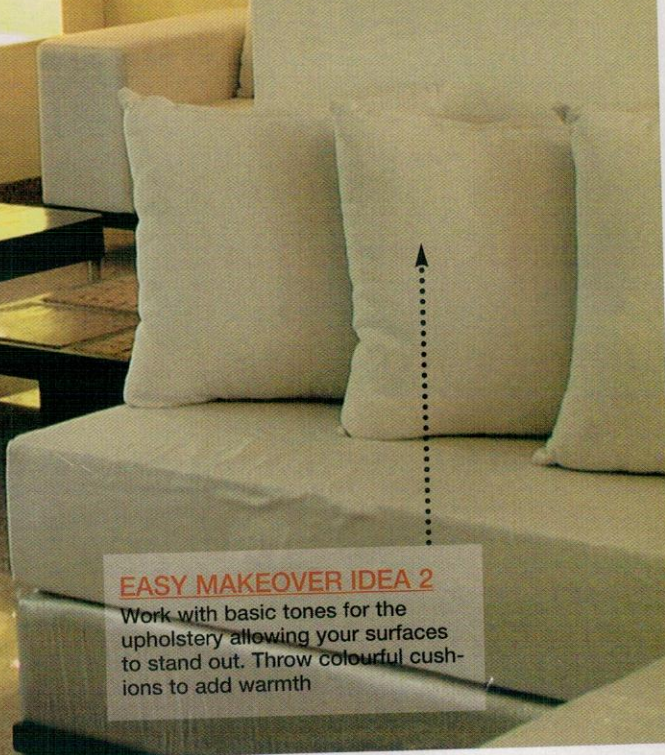 EASY MAKEOVER IDEA 2
Work with basic tones for the
upholstery allowing your surfaces
to stand out. Throw colourful cush-
ions to add warmth